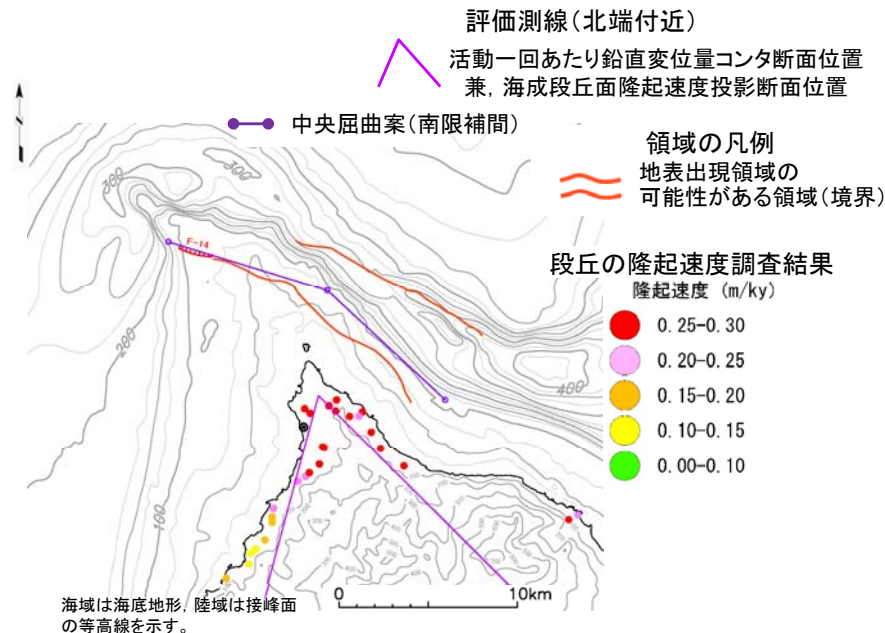 評価測線(北端付近)
活動一回あたり鉛直変位量コンタ断面位置
兼, 海成段丘面隆起速度投影断面位置
中央屈曲案(南限補間)
領域の凡例
地表出現領域の
可能性がある領域(境界)
段丘の隆起速度調査結果
隆起速度 (m/ky)
0.25-0.30
0.20-0.25
0.15-0.20
0.10-0.15
0.00-0.10
300
300
F-14
200
400
100
0
10km
海域は海底地形, 陸域は接峰面
の等高線を示す。